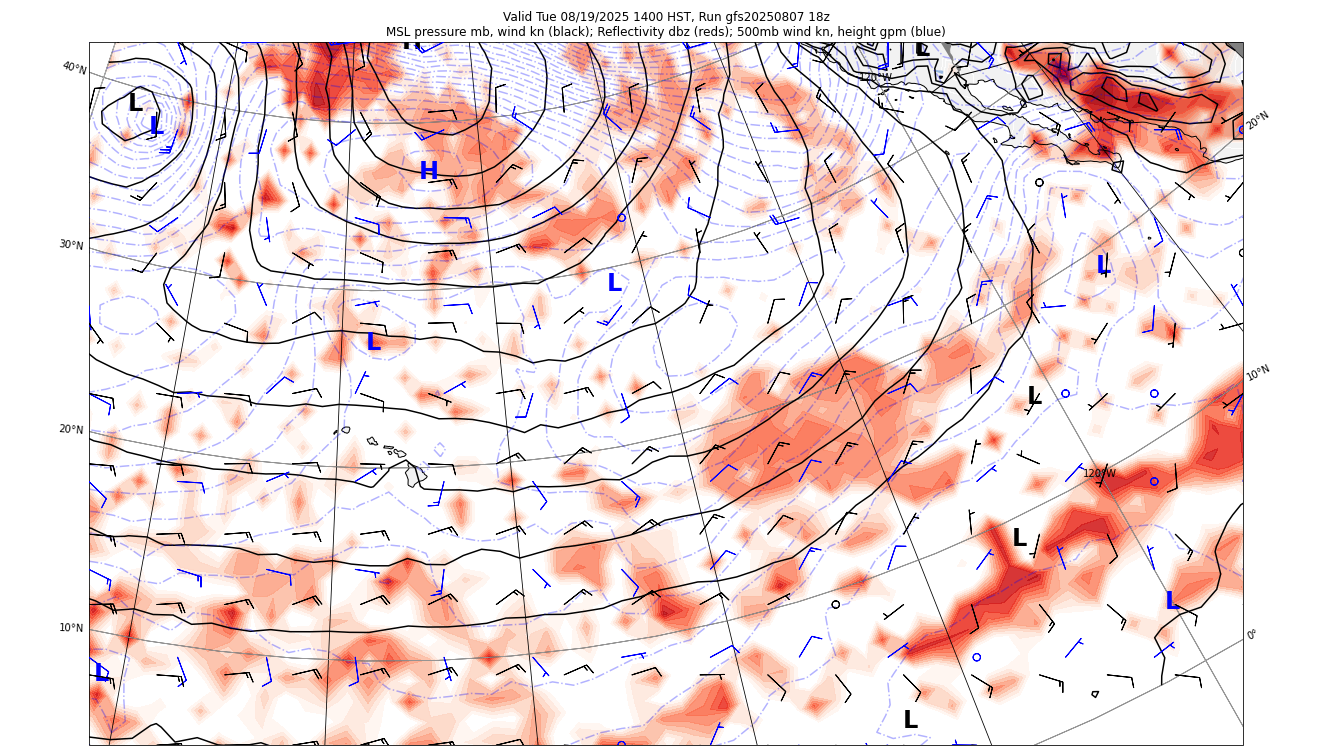 Valid Tue 08/19/2025 1400 HST, Run gfs20250807 18z
MSL pressure mb, wind kn (black); Reflectivity dbz (reds); 500mb wind kn, height gpm (blue)
H
L
40°N
120°W
L
L
20°N
H
30°N
L
L
L
10°N
L
20°N
120°W
L
L
10°N
0°
L
L